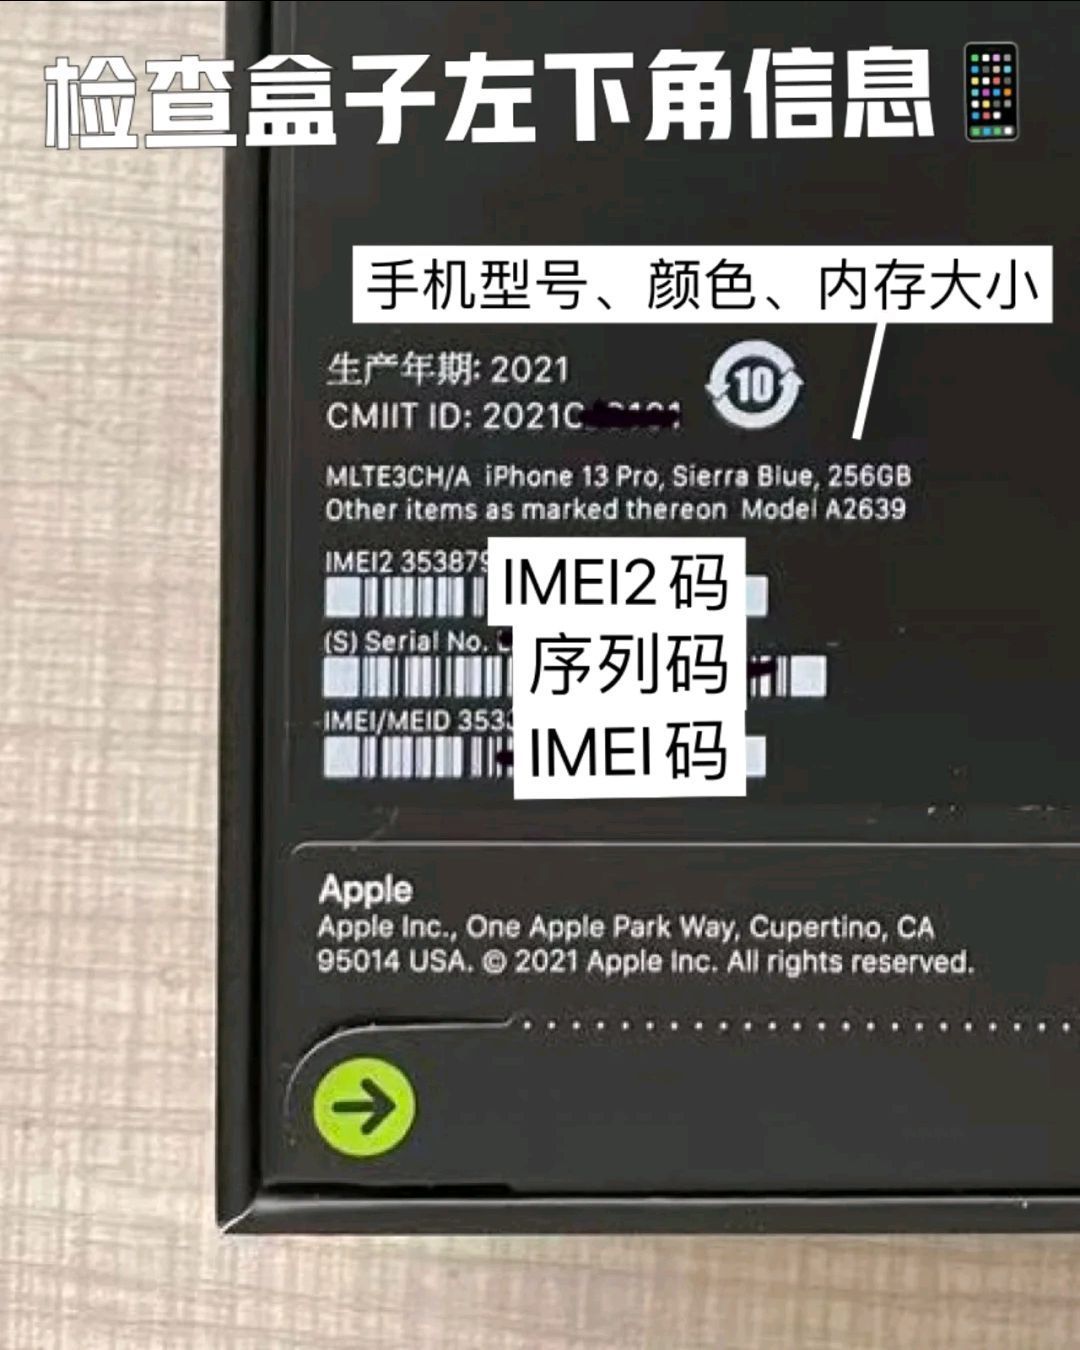 检查盒子左下角信息
手机型号、颜色、内存大小
生产年期: 2021
10
CMIIT ID: 2021C
MLTE3CH/A iPhone 13 Pro, Sierra Blue, 256GB
Other items as marked thereon Model A2639
IMEI2 353879
IMEI2码
(S) Serial No.
序列码
IMEI/MEID 3533
IMEI码
Apple
Apple Inc., One Apple Park Way, Cupertino, CA
95014 USA. © 2021 Apple Inc. All rights reserved.